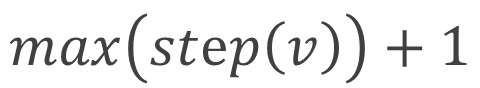 max(step(v)) + 1